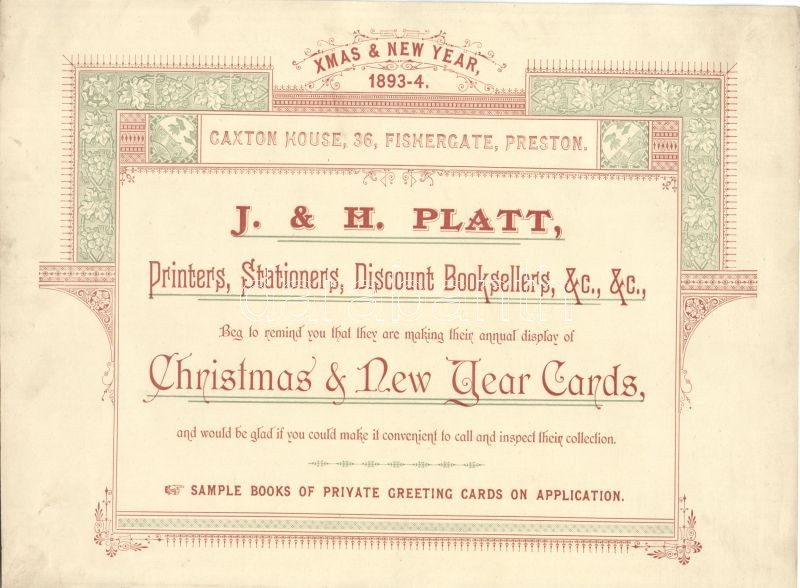 XMAS & NEW YEAR,
1893-4.
CAXTON HOUSE, 36, FISHERGATE, PRESTON.
J. & H. PLATT,
Printers, Stationers, Discount Booksellers, &c., &c.,
Beg to remind you that they are making their annual display of
Christmas & New Year Cards,
and would be glad if you could make it convenient to call and inspect their collection.
☞ SAMPLE BOOKS OF PRIVATE GREETING CARDS ON APPLICATION.